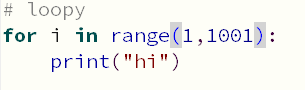 # loopy
for i in range(1,1001):
    print("hi")